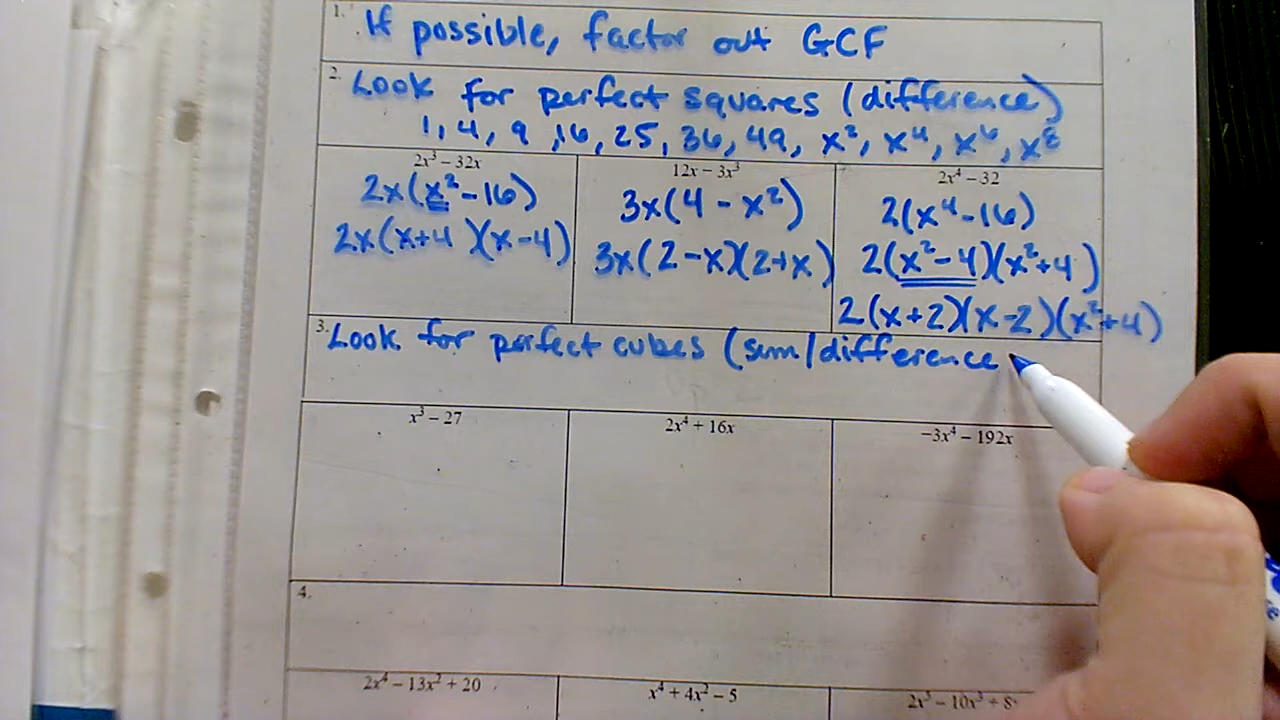 1. If possible, factor out GCF
2. Look for perfect squares (difference)
1, 4, 9, 16, 25, 36, 49, x², x⁴, x⁶, x⁸
2x³ – 32x
2x(x²-16)
2x(x+4)(x-4)
12x – 3x³
3x(4 - x²)
3x(2-x)(2+x)
2x⁴ – 32
2(x⁴-16)
2(x²-4)(x²+4)
2(x+2)(x-2)(x²+4)
3. Look for perfect cubes (sum/difference
x³ – 27
2x⁴ + 16x
–3x⁴ – 192x
4.
2x⁴ – 13x² + 20
x⁴ + 4x² – 5
2x⁵ – 10x³ + 8